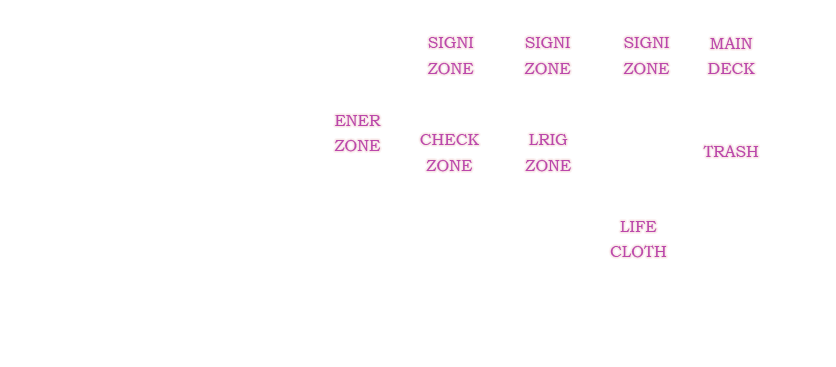 SIGNI
ZONE
SIGNI
ZONE
SIGNI
ZONE
MAIN
DECK
ENER
ZONE
CHECK
ZONE
LRIG
ZONE
TRASH
LIFE
CLOTH